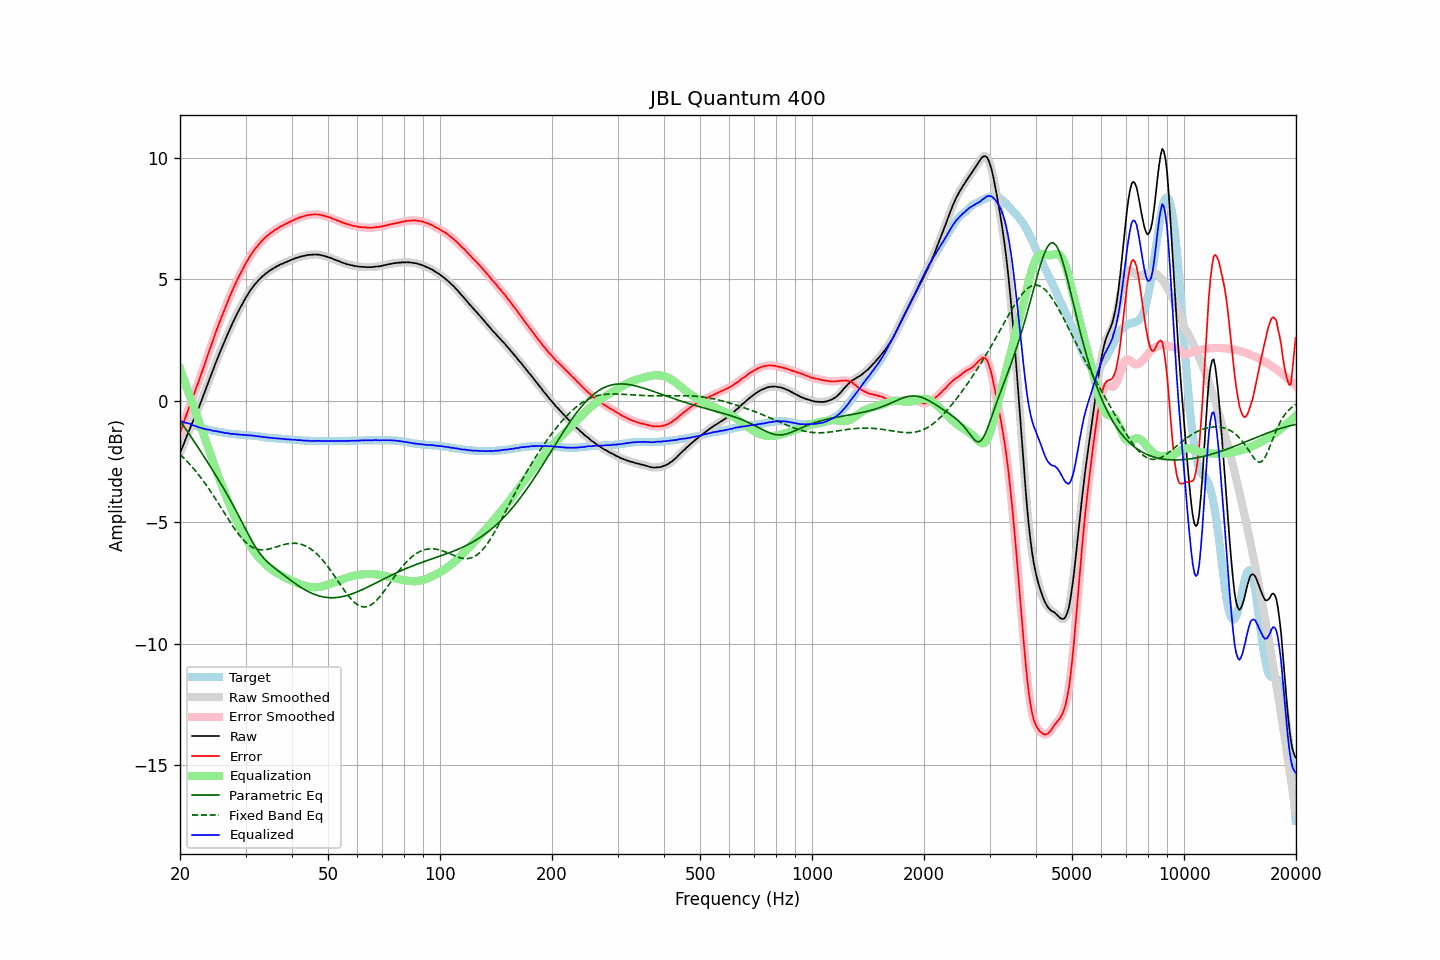 JBL Quantum 400
Amplitude (dBr)
10
5
0
−5
−10
−15
Target
Raw Smoothed
Error Smoothed
Raw
Error
Equalization
Parametric Eq
Fixed Band Eq
Equalized
20 50 100 200 500 1000 2000 5000 10000 20000
Frequency (Hz)